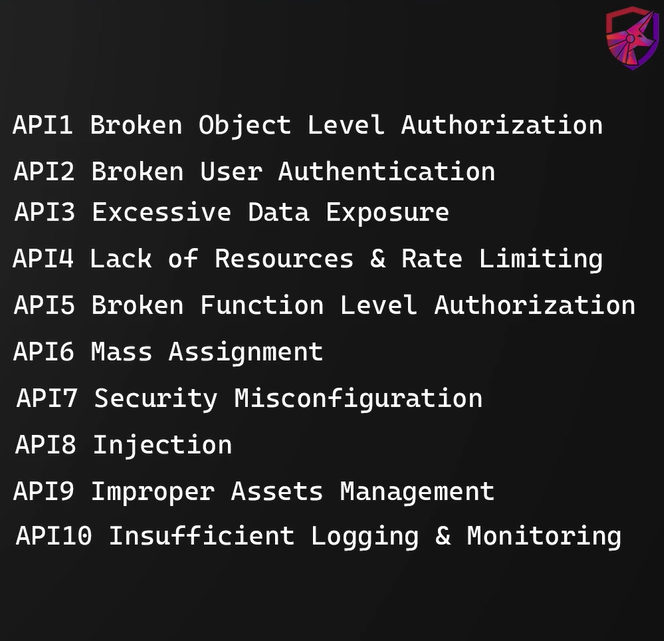 API1 Broken Object Level Authorization
API2 Broken User Authentication
API3 Excessive Data Exposure
API4 Lack of Resources & Rate Limiting
API5 Broken Function Level Authorization
API6 Mass Assignment
API7 Security Misconfiguration
API8 Injection
API9 Improper Assets Management
API10 Insufficient Logging & Monitoring